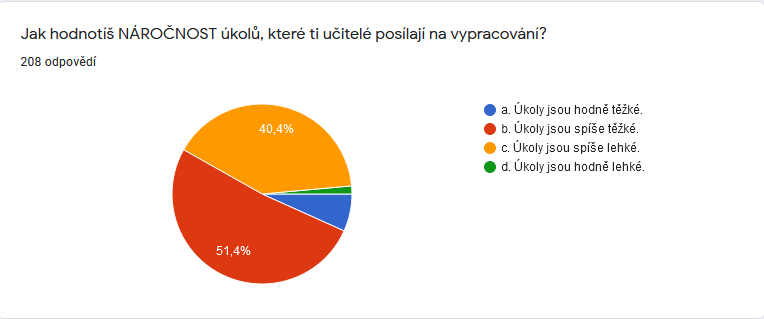 Jak hodnotíš NÁROČNOST úkolů, které ti učitelé posílají na vypracování?
208 odpovědí
40,4%
51,4%
a. Úkoly jsou hodně těžké.
b. Úkoly jsou spíše těžké.
c. Úkoly jsou spíše lehké.
d. Úkoly jsou hodně lehké.